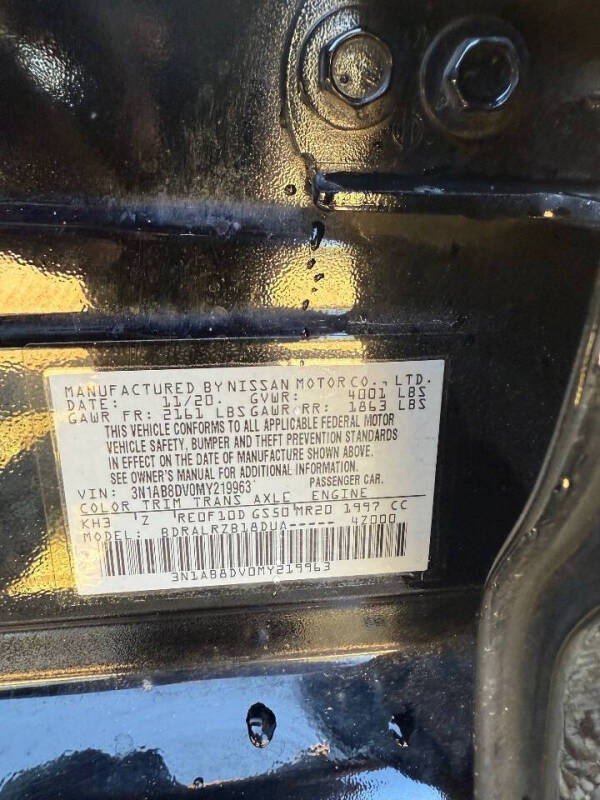 MANUFACTURED BY NISSAN MOTOR CO., LTD.
DATE: 11/20. GVWR: 4001 LBS
GAWR FR: 2161 LBS GAWR RR: 1863 LBS
THIS VEHICLE CONFORMS TO ALL APPLICABLE FEDERAL MOTOR
VEHICLE SAFETY, BUMPER AND THEFT PREVENTION STANDARDS
IN EFFECT ON THE DATE OF MANUFACTURE SHOWN ABOVE.
SEE OWNER'S MANUAL FOR ADDITIONAL INFORMATION.
VIN: 3N1AB8DV0MY219963 PASSENGER CAR.
COLOR TRIM TRANS AXLE ENGINE
KH3 'Z RE0F10D GS50 MR20 1997 CC
MODEL: BDRALRZB18DUA----- 4Z000
3N1AB8DV0MY219963